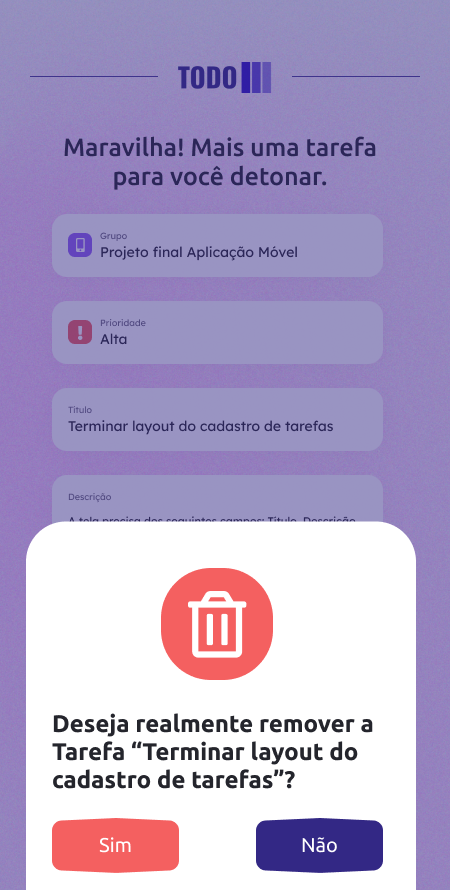 TODO
Maravilha! Mais uma tarefa
para você detonar.
Grupo
Projeto final Aplicação Móvel
Prioridade
Alta
Título
Terminar layout do cadastro de tarefas
Descrição
A tela precisa dos seguintes campos: Título, Descrição,
Deseja realmente remover a
Tarefa “Terminar layout do
cadastro de tarefas”?
Sim
Não